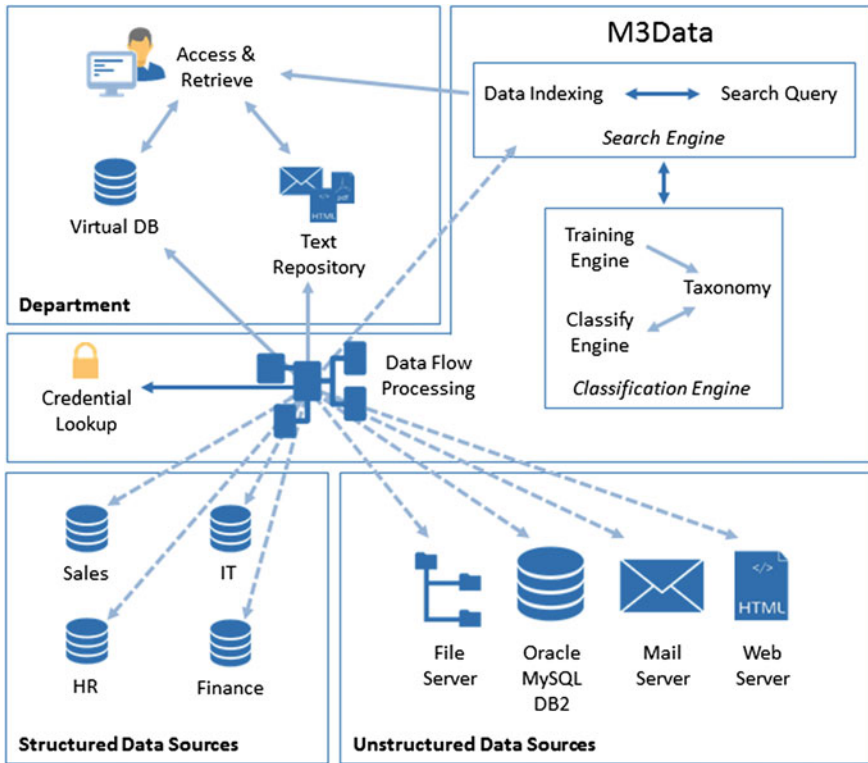 M3Data
Access &
Retrieve
Data Indexing
Search Query
Search Engine
Virtual DB
pdf
</>
HTML
Text
Repository
Department
Training
Engine
Taxonomy
Classify
Engine
Classification Engine
Credential
Lookup
Data Flow
Processing
Sales
IT
HR
Finance
Structured Data Sources
</>
HTML
File
Server
Oracle
MySQL
DB2
Mail
Server
Web
Server
Unstructured Data Sources